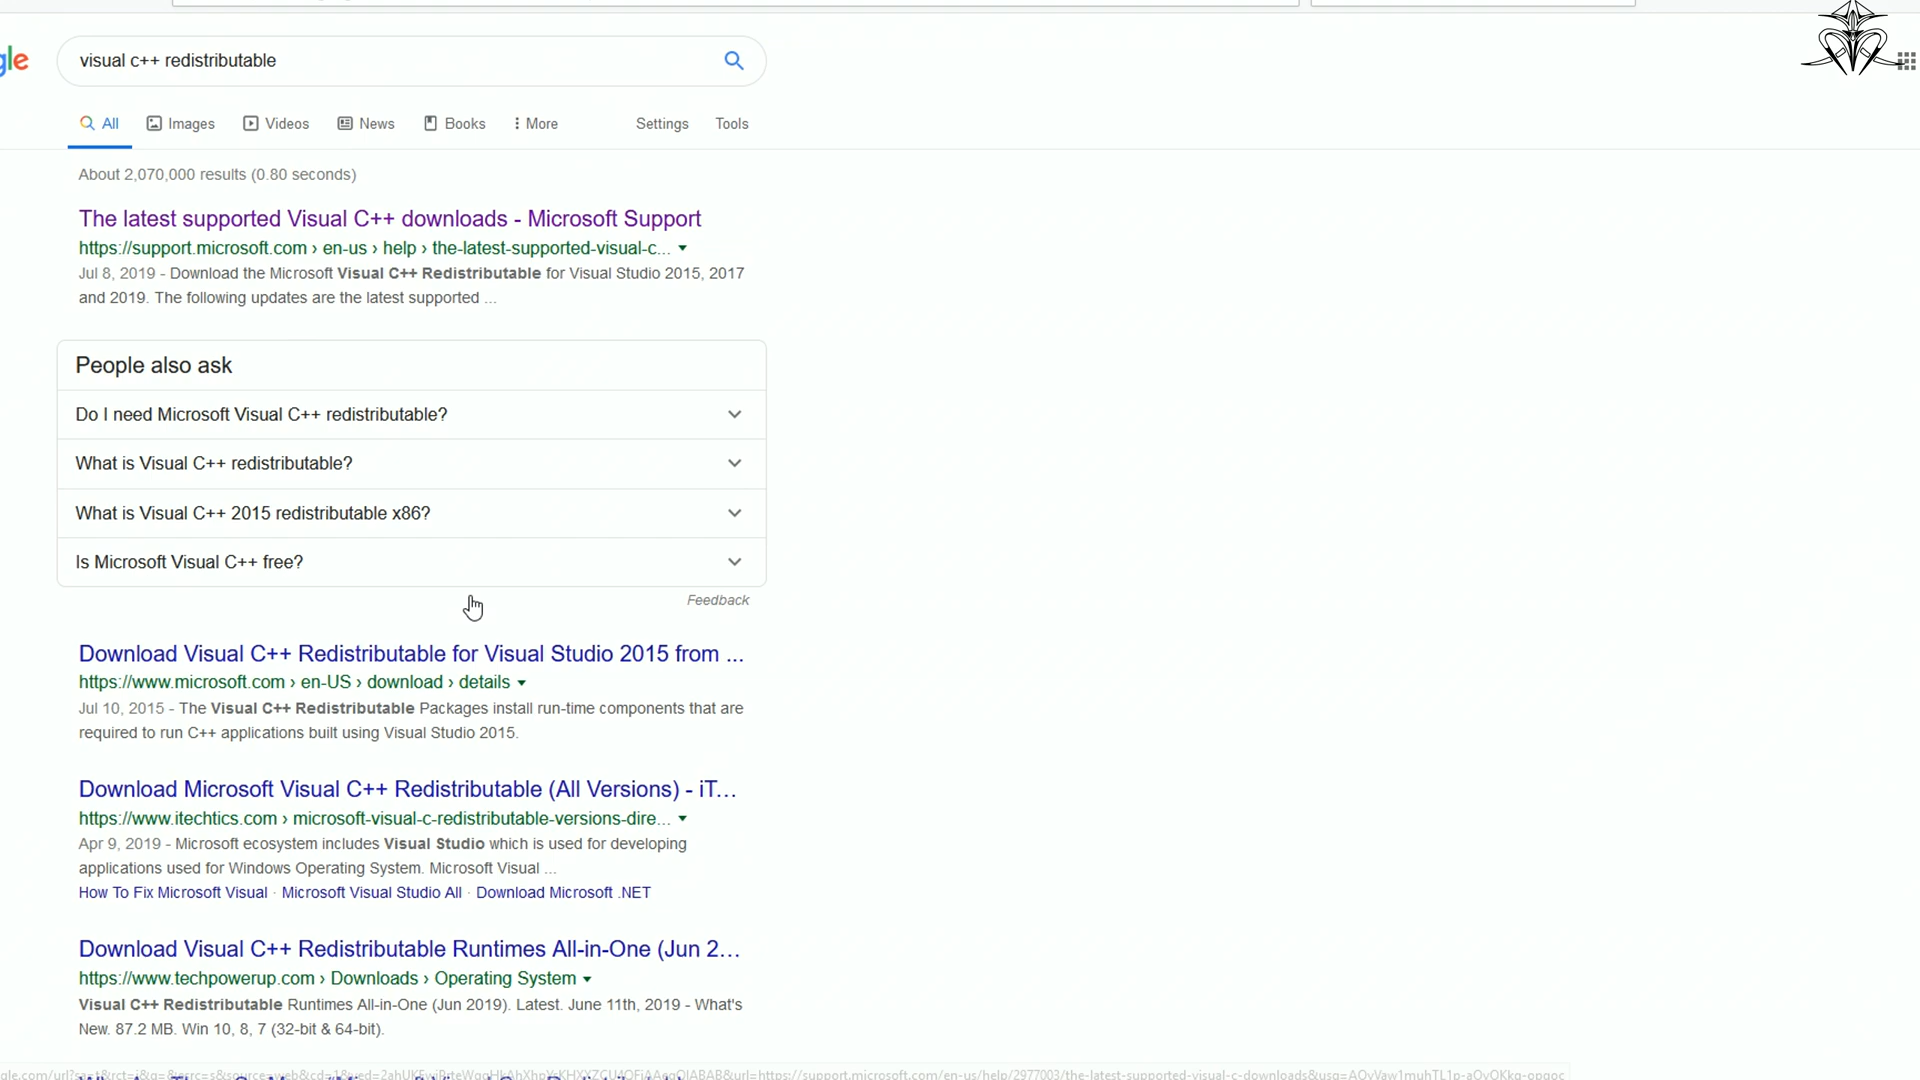 gle
visual c++ redistributable
All Images Videos News Books More Settings Tools
About 2,070,000 results (0.80 seconds)
The latest supported Visual C++ downloads - Microsoft Support
https://support.microsoft.com › en-us › help › the-latest-supported-visual-c...
Jul 8, 2019 - Download the Microsoft Visual C++ Redistributable for Visual Studio 2015, 2017
and 2019. The following updates are the latest supported ...
People also ask
Do I need Microsoft Visual C++ redistributable?
What is Visual C++ redistributable?
What is Visual C++ 2015 redistributable x86?
Is Microsoft Visual C++ free?
Feedback
Download Visual C++ Redistributable for Visual Studio 2015 from ...
https://www.microsoft.com › en-US › download › details
Jul 10, 2015 - The Visual C++ Redistributable Packages install run-time components that are
required to run C++ applications built using Visual Studio 2015.
Download Microsoft Visual C++ Redistributable (All Versions) - iT...
https://www.itechtics.com › microsoft-visual-c-redistributable-versions-dire...
Apr 9, 2019 - Microsoft ecosystem includes Visual Studio which is used for developing
applications used for Windows Operating System. Microsoft Visual ...
How To Fix Microsoft Visual · Microsoft Visual Studio All · Download Microsoft .NET
Download Visual C++ Redistributable Runtimes All-in-One (Jun 2...
https://www.techpowerup.com › Downloads › Operating System
Visual C++ Redistributable Runtimes All-in-One (Jun 2019). Latest. June 11th, 2019 - What's
New. 87.2 MB. Win 10, 8, 7 (32-bit & 64-bit).